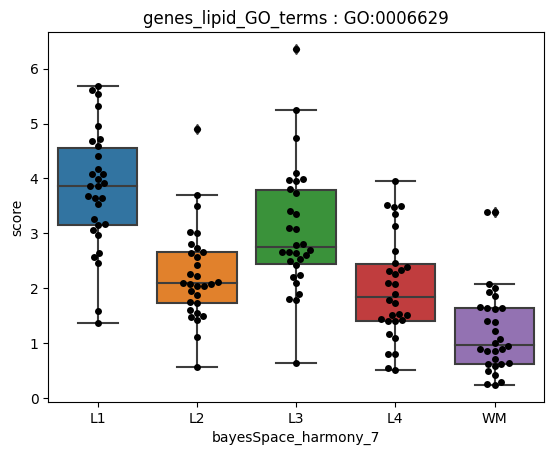 genes_lipid_GO_terms : GO:0006629
6
5
4
3
2
1
0
score
L1 L2 L3 L4 WM
bayesSpace_harmony_7